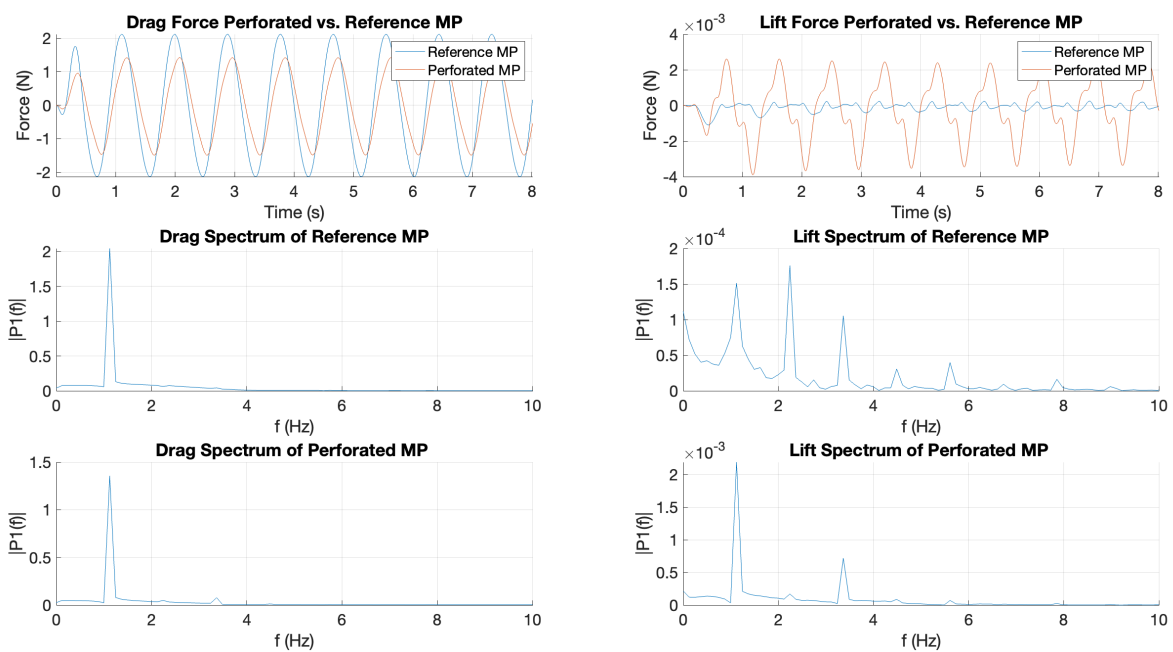 Drag Force Perforated vs. Reference MP
2
1
0
-1
-2
Force (N)
Reference MP
Perforated MP
0 1 2 3 4 5 6 7 8
Time (s)
Lift Force Perforated vs. Reference MP
×10-3
4
2
0
-2
-4
Force (N)
Reference MP
Perforated MP
0 1 2 3 4 5 6 7 8
Time (s)
Drag Spectrum of Reference MP
2
1.5
1
0.5
0
|P1(f)|
0 2 4 6 8 10
f (Hz)
Lift Spectrum of Reference MP
×10-4
2
1.5
1
0.5
0
|P1(f)|
0 2 4 6 8 10
f (Hz)
Drag Spectrum of Perforated MP
1.5
1
0.5
0
|P1(f)|
0 2 4 6 8 10
f (Hz)
Lift Spectrum of Perforated MP
×10-3
2
1.5
1
0.5
0
|P1(f)|
0 2 4 6 8 10
f (Hz)